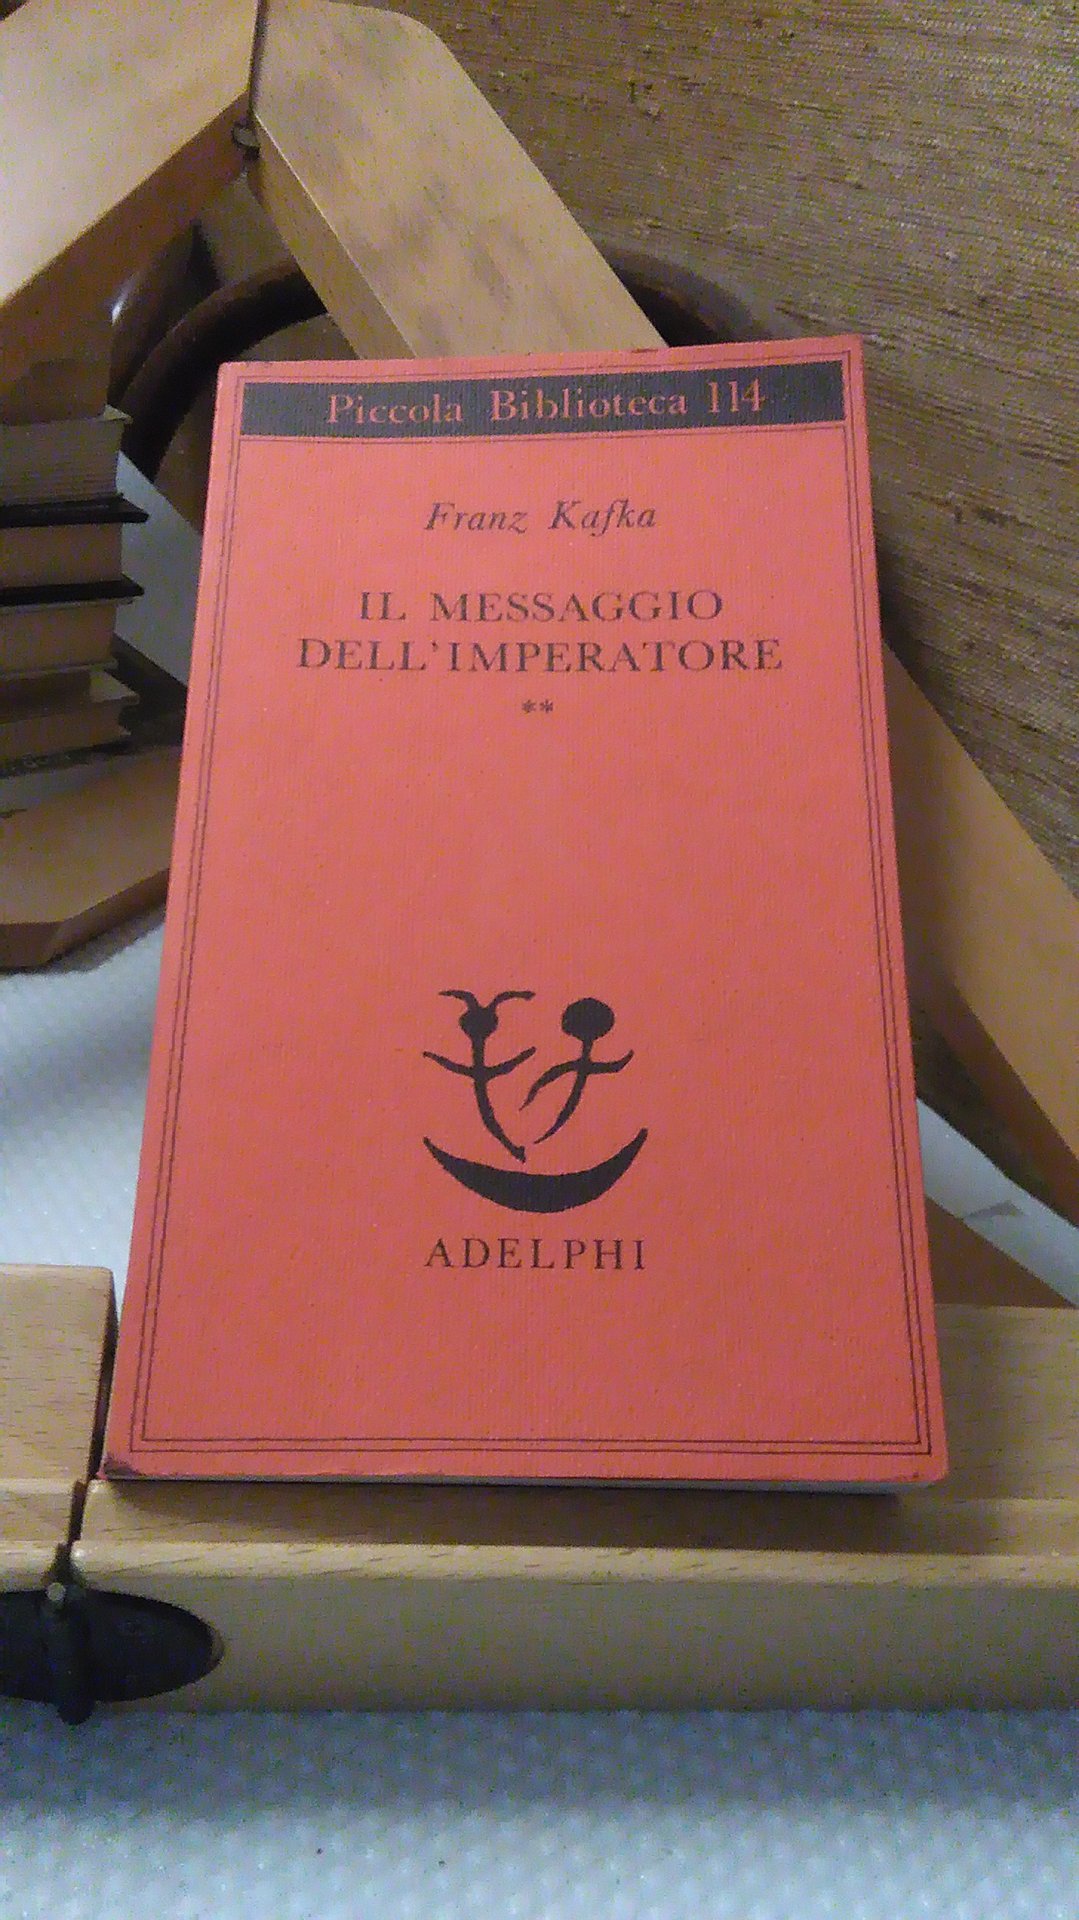 Piccola Biblioteca 114
Franz Kafka
IL MESSAGGIO
DELL'IMPERATORE
**
ADELPHI